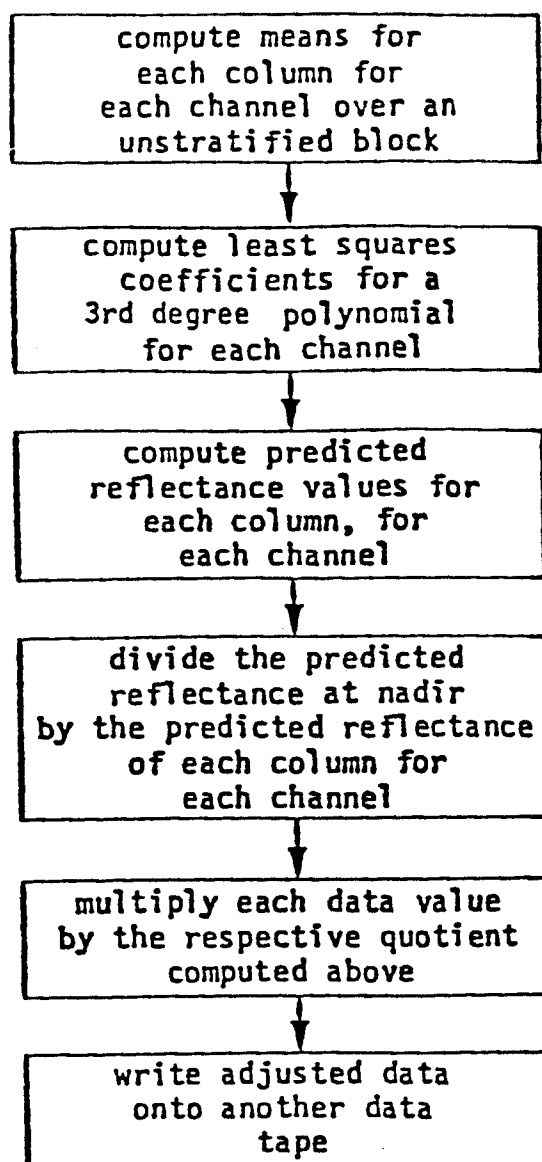 compute means for
each column for
each channel over an
unstratified block
compute least squares
coefficients for a
3rd degree polynomial
for each channel
compute predicted
reflectance values for
each column, for
each channel
divide the predicted
reflectance at nadir
by the predicted reflectance
of each column for
each channel
multiply each data value
by the respective quotient
computed above
write adjusted data
onto another data
tape